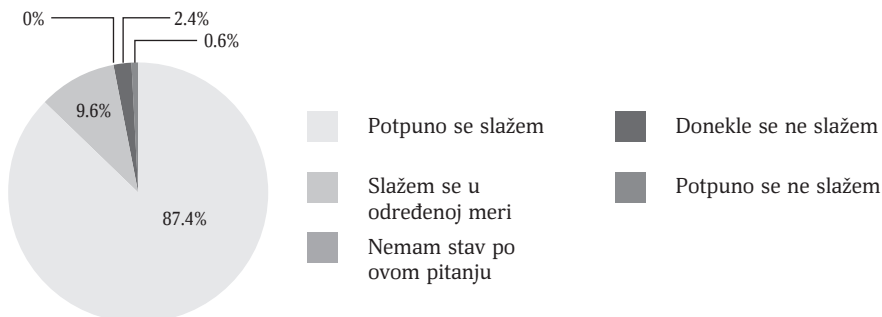 0%
2.4%
0.6%
9.6%
87.4%
Potpuno se slažem
Slažem se u
određenoj meri
Nemam stav po
ovom pitanju
Donekle se ne slažem
Potpuno se ne slažem